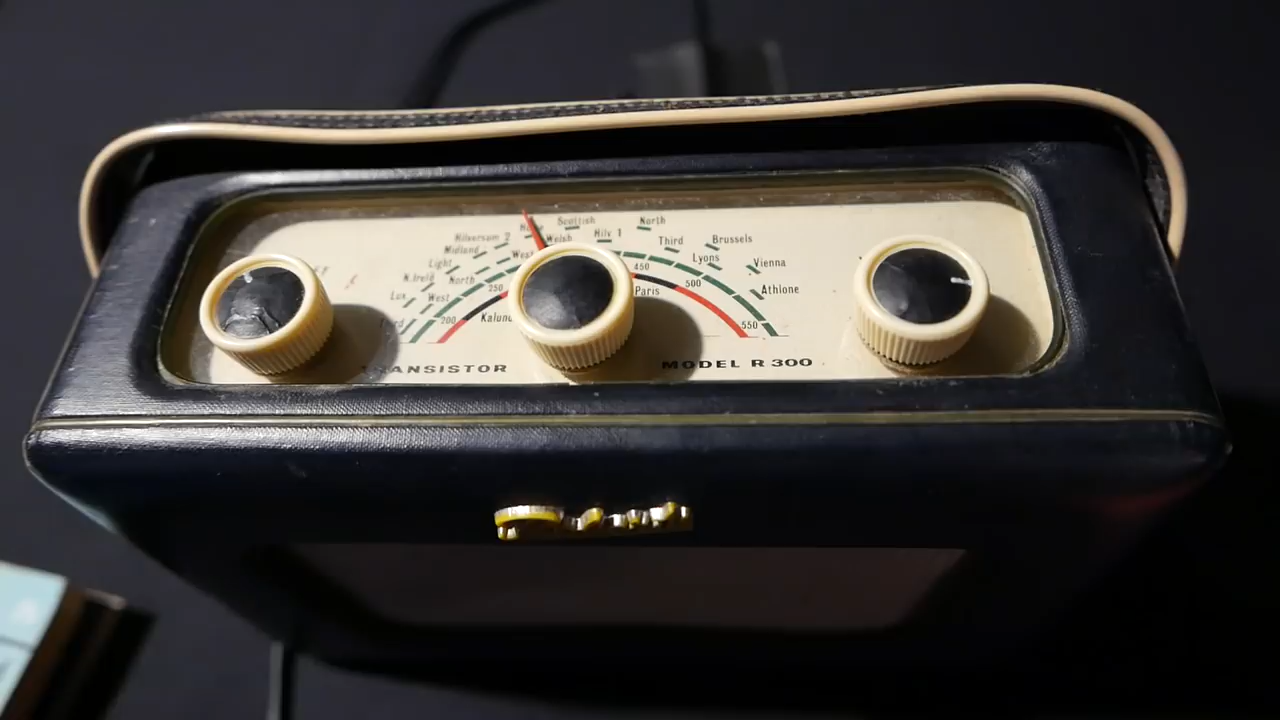 Scottish
North
Hilversum 2
Welsh
Hilv 1
Third
Brussels
Midland
Lyons
Vienna
Light
N.Ireld
North
250
450
500
Athlone
Lux
West
200
Kalund
Paris
550
TRANSISTOR
MODEL R 300
Roberts